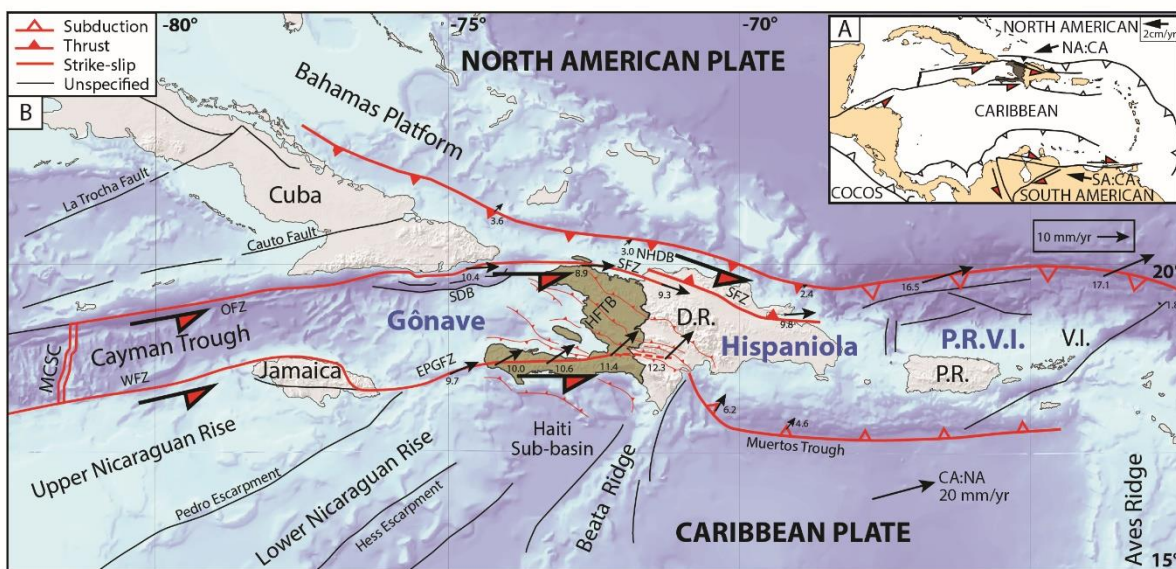 -80°
-75°
-70°
Subduction
Thrust
Strike-slip
Unspecified
B
NORTH AMERICAN PLATE
Bahamas Platform
A
NORTH AMERICAN
2cm/yr
NA:CA
CARIBBEAN
COCOS
SA:CA
SOUTH AMERICAN
La Trocha Fault
Cuba
Cauto Fault
3.6
3.0
NHDB
10 mm/yr
20°
OFZ
10.4
SDB
8.9
SFZ
9.3
SFZ
2.4
9.8
16.5
17.1
1.8
MCSC
Cayman Trough
WFZ
Jamaica
Gônave
HFTB
D.R.
Hispaniola
P.R.V.I.
V.I.
P.R.
EPGFZ
9.7
10.0
10.6
11.4
12.3
6.2
4.6
Muertos Trough
Upper Nicaraguan Rise
Pedro Escarpment
Lower Nicaraguan Rise
Hess Escarpment
Haiti
Sub-basin
Beata Ridge
CA:NA
20 mm/yr
CARIBBEAN PLATE
Aves Ridge
15°